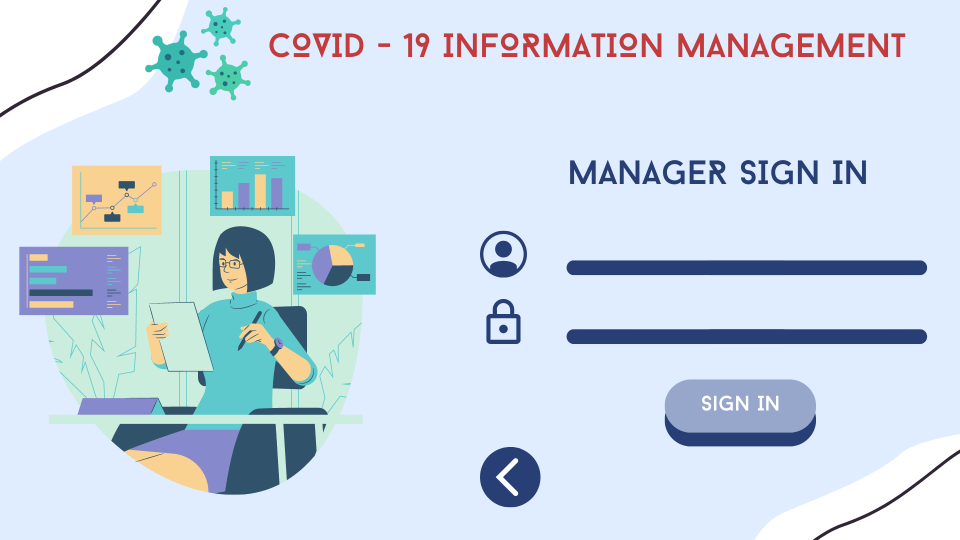 COVID - 19 INFORMATION MANAGEMENT
MANAGER SIGN IN
SIGN IN